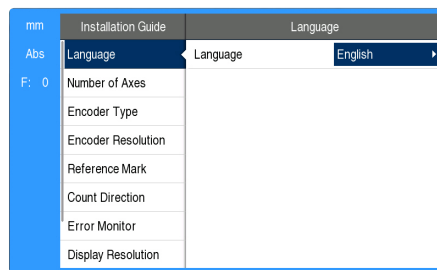 mm
Installation Guide
Language
Abs
Language
Language
English
F: 0
Number of Axes
Encoder Type
Encoder Resolution
Reference Mark
Count Direction
Error Monitor
Display Resolution